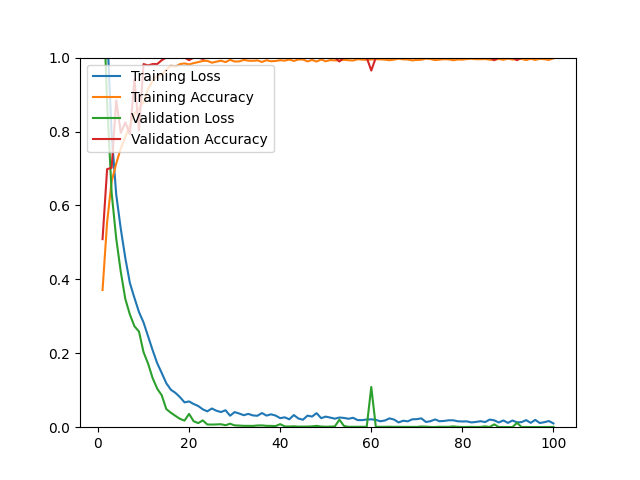 1.0
0.8
0.6
0.4
0.2
0.0
Training Loss
Training Accuracy
Validation Loss
Validation Accuracy
0 20 40 60 80 100